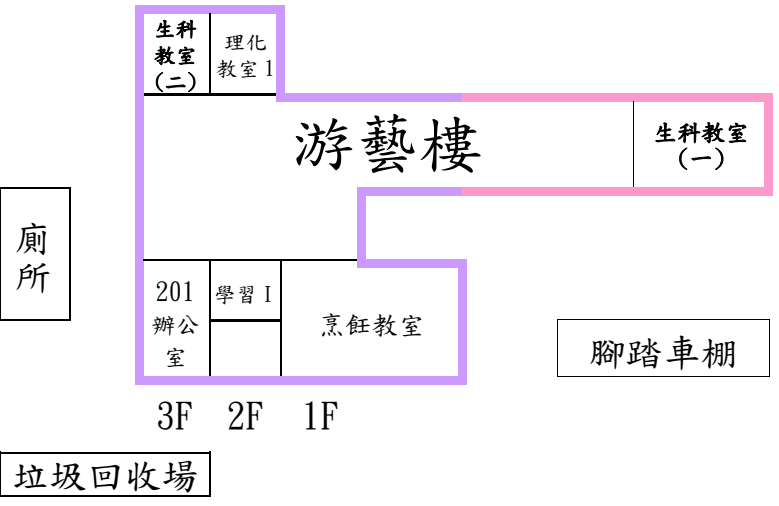 生科
教室
(二)
理化
教室1
游藝樓
生科教室
(一)
廁
所
201
辦公
室
學習 I
烹飪教室
腳踏車棚
3F
2F
1F
垃圾回收場